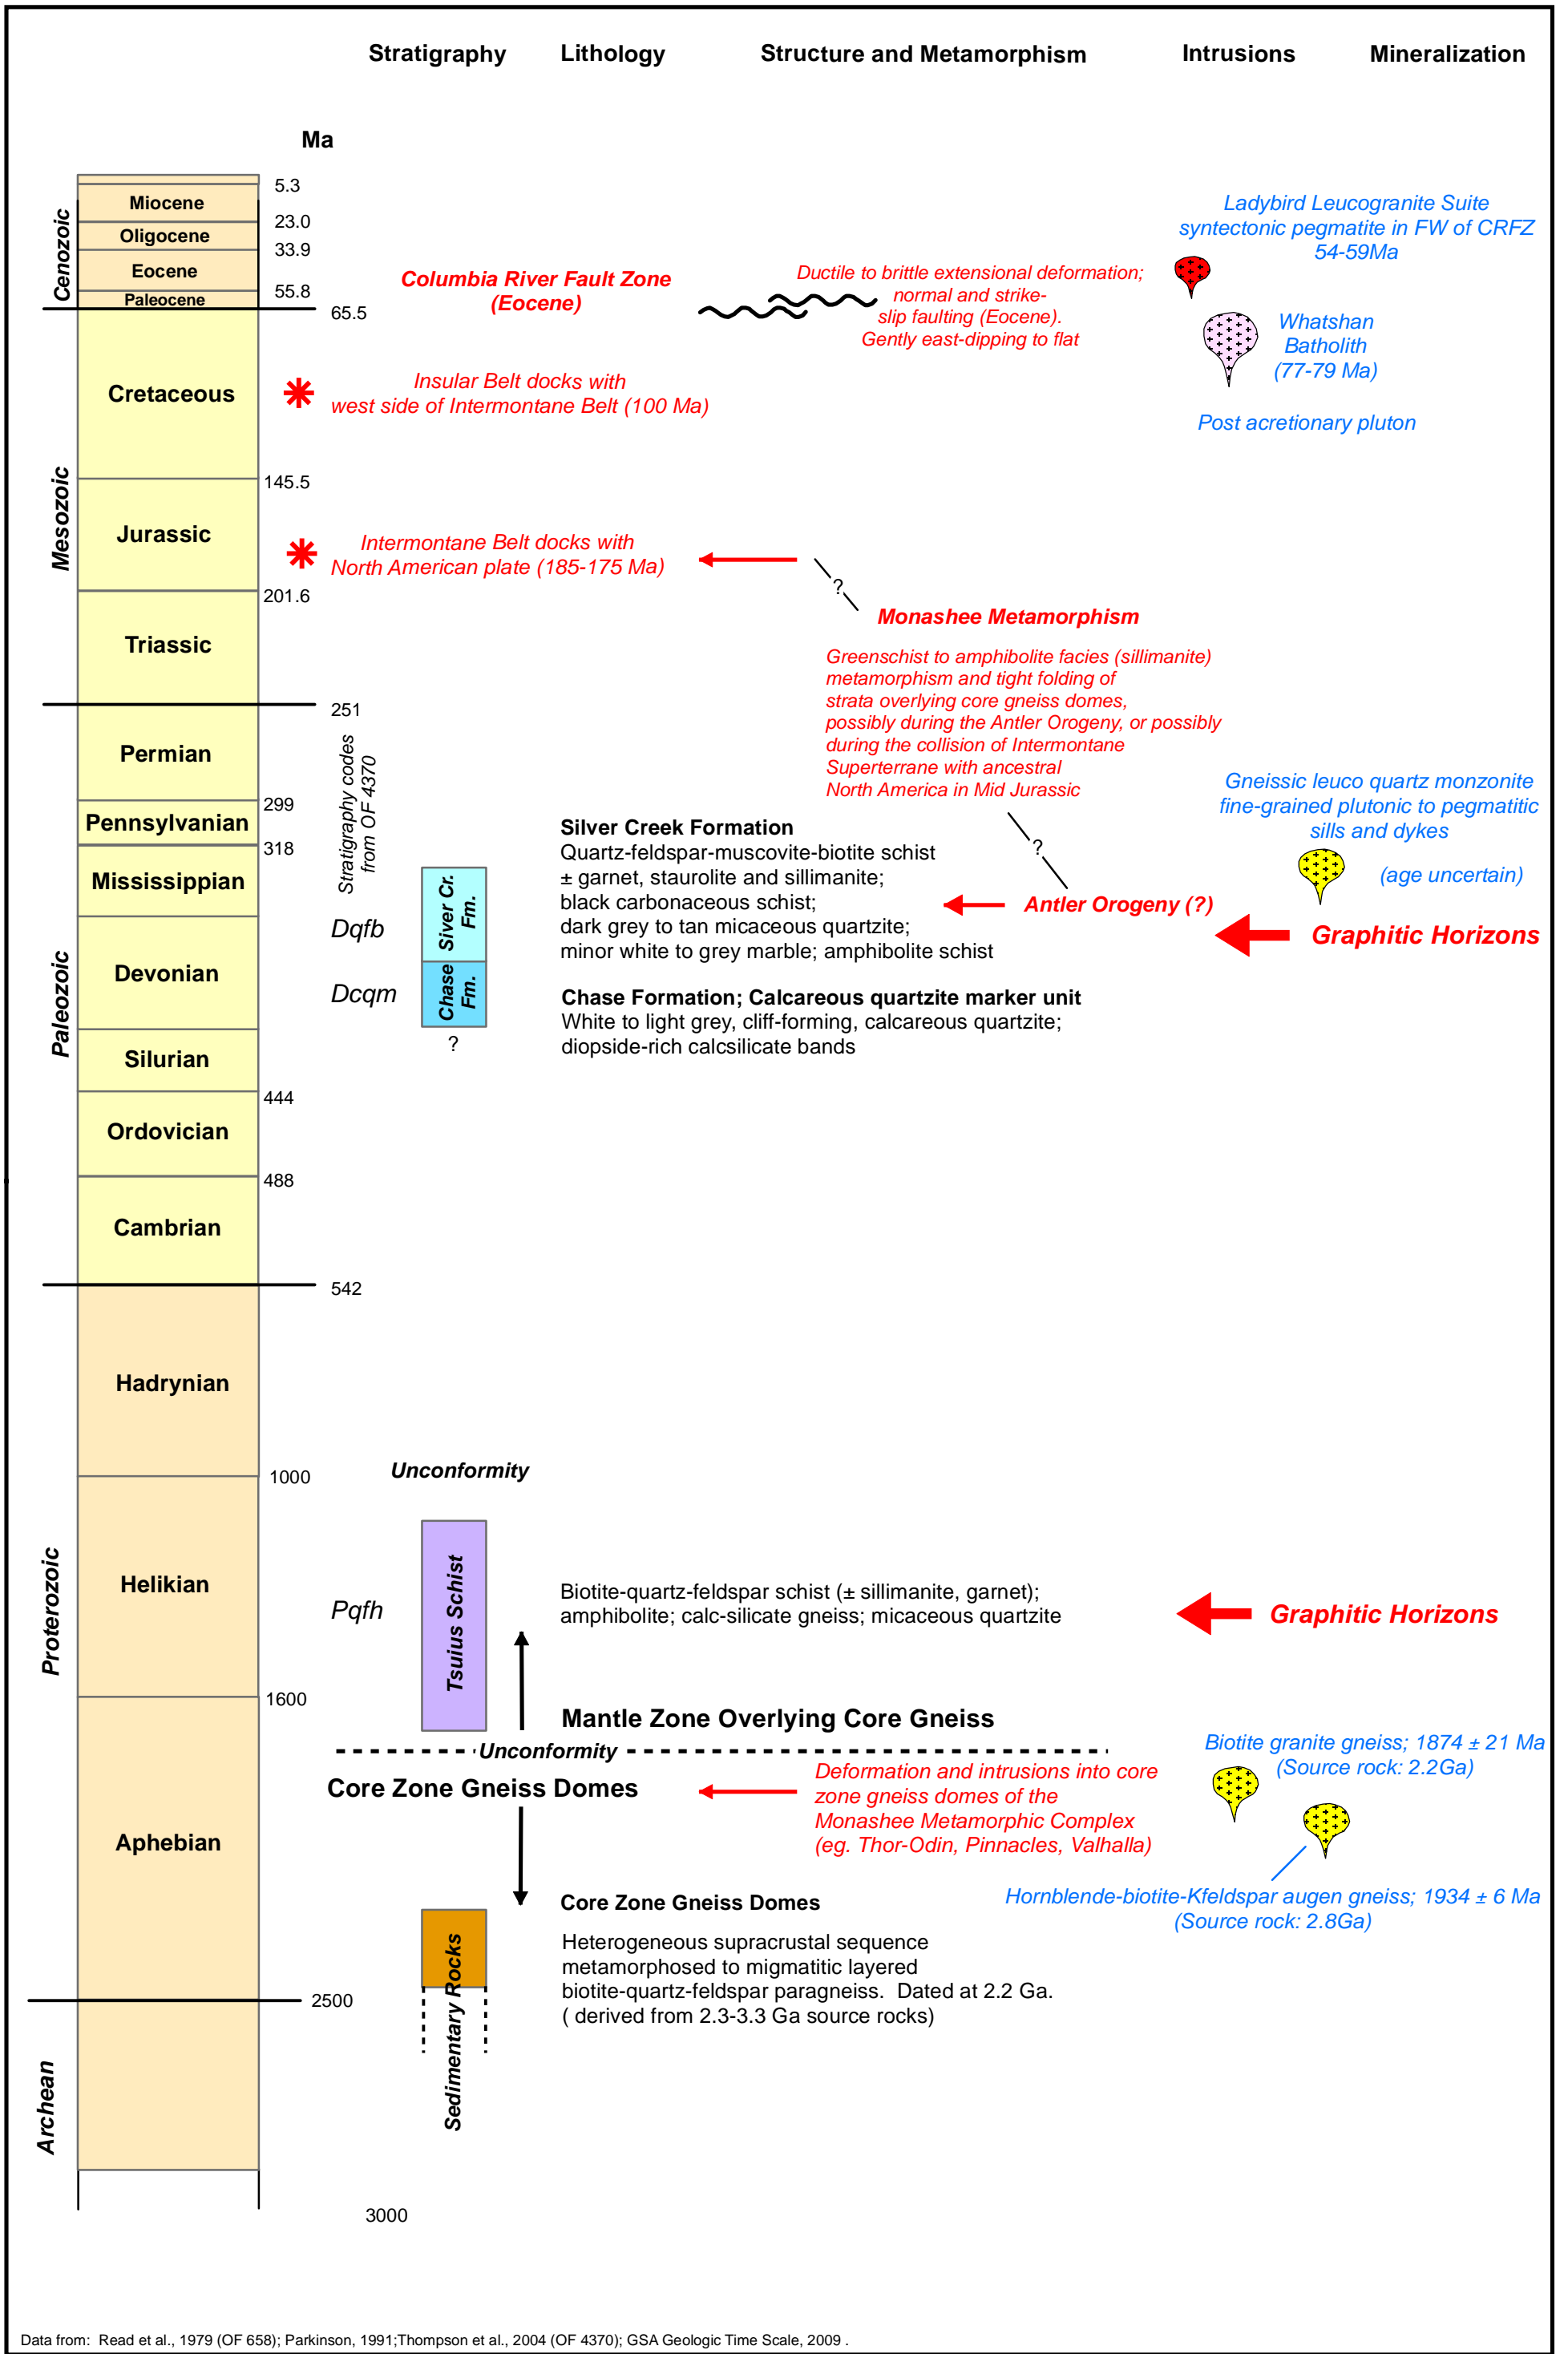 Stratigraphy
Lithology
Structure and Metamorphism
Intrusions
Mineralization
Ma
Cenozoic
5.3
Miocene
23.0
Oligocene
33.9
Eocene
55.8
Paleocene
65.5
Columbia River Fault Zone
(Eocene)
Ductile to brittle extensional deformation;
normal and strike-
slip faulting (Eocene).
Gently east-dipping to flat
Ladybird Leucogranite Suite
syntectonic pegmatite in FW of CRFZ
54-59Ma
Whatshan
Batholith
(77-79 Ma)
Post acretionary pluton
Mesozoic
Cretaceous
Insular Belt docks with
west side of Intermontane Belt (100 Ma)
145.5
Jurassic
Intermontane Belt docks with
North American plate (185-175 Ma)
?
201.6
Triassic
Monashee Metamorphism
Greenschist to amphibolite facies (sillimanite)
metamorphism and tight folding of
strata overlying core gneiss domes,
possibly during the Antler Orogeny, or possibly
during the collision of Intermontane
Superterrane with ancestral
North America in Mid Jurassic
251
Paleozoic
Permian
Stratigraphy codes
from OF 4370
299
Pennsylvanian
318
Mississippian
Gneissic leuco quartz monzonite
fine-grained plutonic to pegmatitic
sills and dykes
(age uncertain)
?
Antler Orogeny (?)
Graphitic Horizons
Dqfb
Siver Cr.
Fm.
Silver Creek Formation
Quartz-feldspar-muscovite-biotite schist
± garnet, staurolite and sillimanite;
black carbonaceous schist;
dark grey to tan micaceous quartzite;
minor white to grey marble; amphibolite schist
Devonian
Dcqm
Chase
Fm.
?
Chase Formation; Calcareous quartzite marker unit
White to light grey, cliff-forming, calcareous quartzite;
diopside-rich calcsilicate bands
Silurian
444
Ordovician
488
Cambrian
542
Proterozoic
Hadrynian
1000
Unconformity
Helikian
Pqfh
Tsuius Schist
Biotite-quartz-feldspar schist (± sillimanite, garnet);
amphibolite; calc-silicate gneiss; micaceous quartzite
Graphitic Horizons
1600
Mantle Zone Overlying Core Gneiss
Unconformity
Core Zone Gneiss Domes
Deformation and intrusions into core
zone gneiss domes of the
Monashee Metamorphic Complex
(eg. Thor-Odin, Pinnacles, Valhalla)
Biotite granite gneiss; 1874 ± 21 Ma
(Source rock: 2.2Ga)
Hornblende-biotite-Kfeldspar augen gneiss; 1934 ± 6 Ma
(Source rock: 2.8Ga)
Aphebian
Sedimentary Rocks
Core Zone Gneiss Domes
Heterogeneous supracrustal sequence
metamorphosed to migmatitic layered
biotite-quartz-feldspar paragneiss. Dated at 2.2 Ga.
( derived from 2.3-3.3 Ga source rocks)
2500
Archean
3000
Data from: Read et al., 1979 (OF 658); Parkinson, 1991;Thompson et al., 2004 (OF 4370); GSA Geologic Time Scale, 2009 .